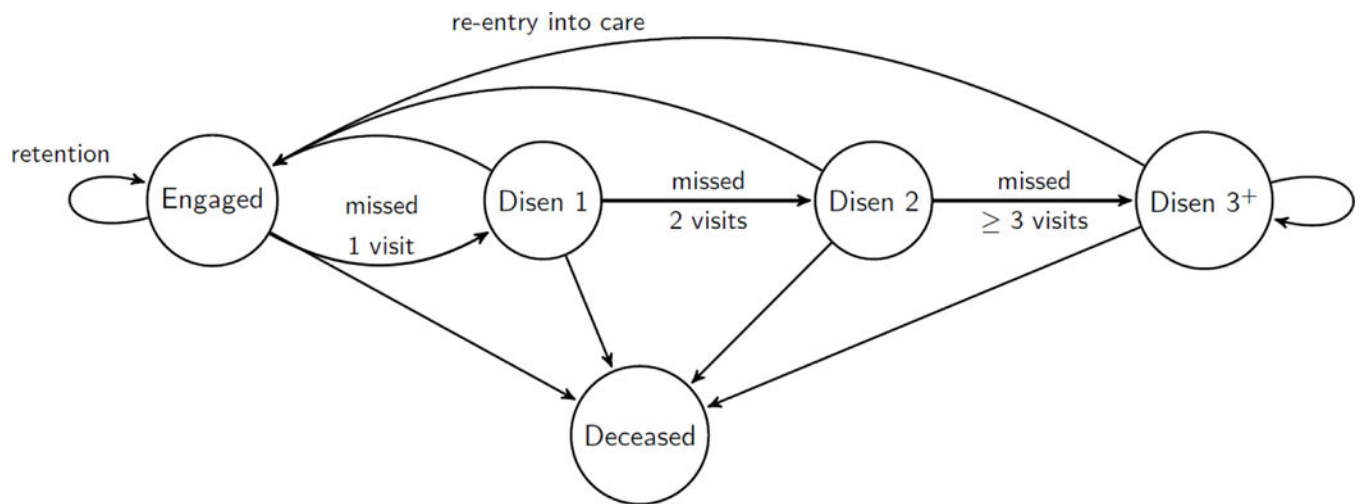 re-entry into care
retention
Engaged
missed
1 visit
Disen 1
missed
2 visits
Disen 2
missed
≥ 3 visits
Disen 3+
Deceased